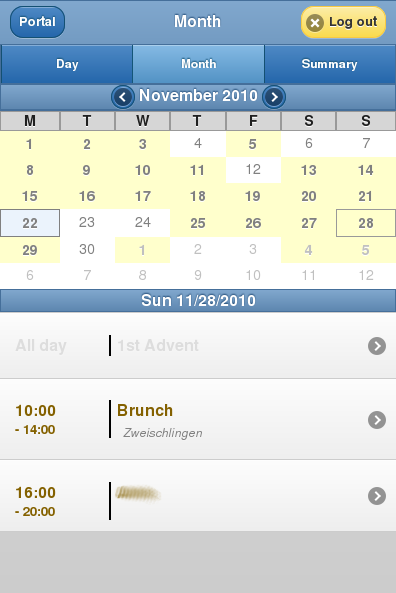 Portal Month Log out
Day Month Summary
November 2010
M T W T F S S
1 2 3 4 5 6 7
8 9 10 11 12 13 14
15 16 17 18 19 20 21
22 23 24 25 26 27 28
29 30 1 2 3 4 5
6 7 8 9 10 11 12
Sun 11/28/2010
All day 1st Advent
10:00 Brunch
- 14:00 Zweischlingen
16:00
- 20:00